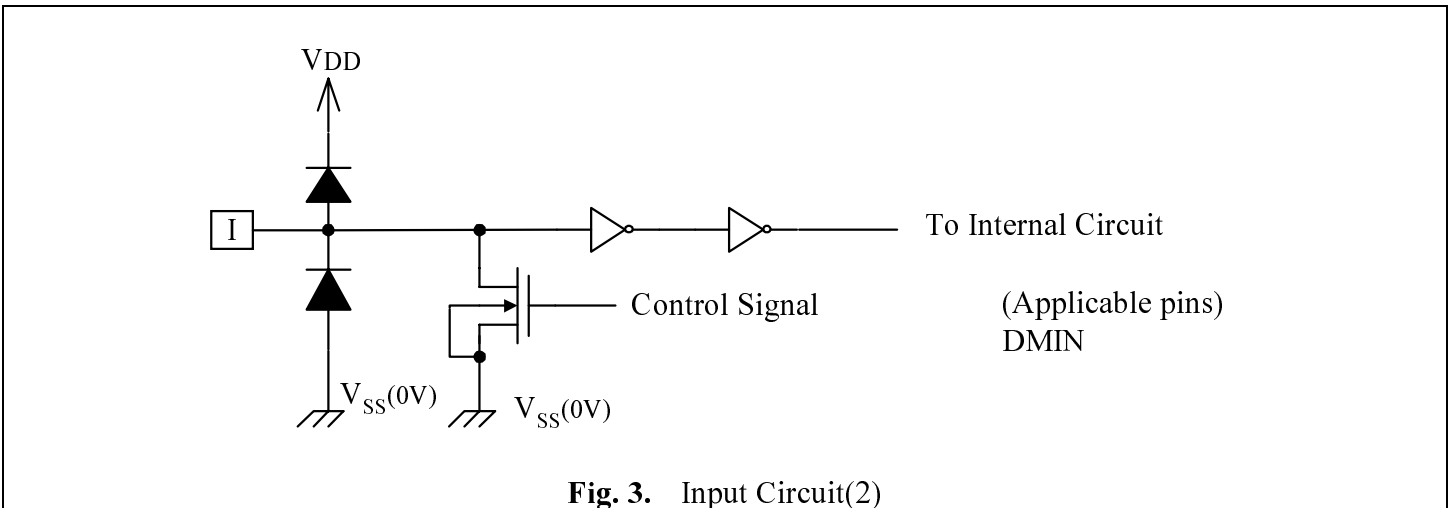 VDD
I
To Internal Circuit
Control Signal
(Applicable pins)
DMIN
VSS(0V)
VSS(0V)
Fig. 3. Input Circuit(2)